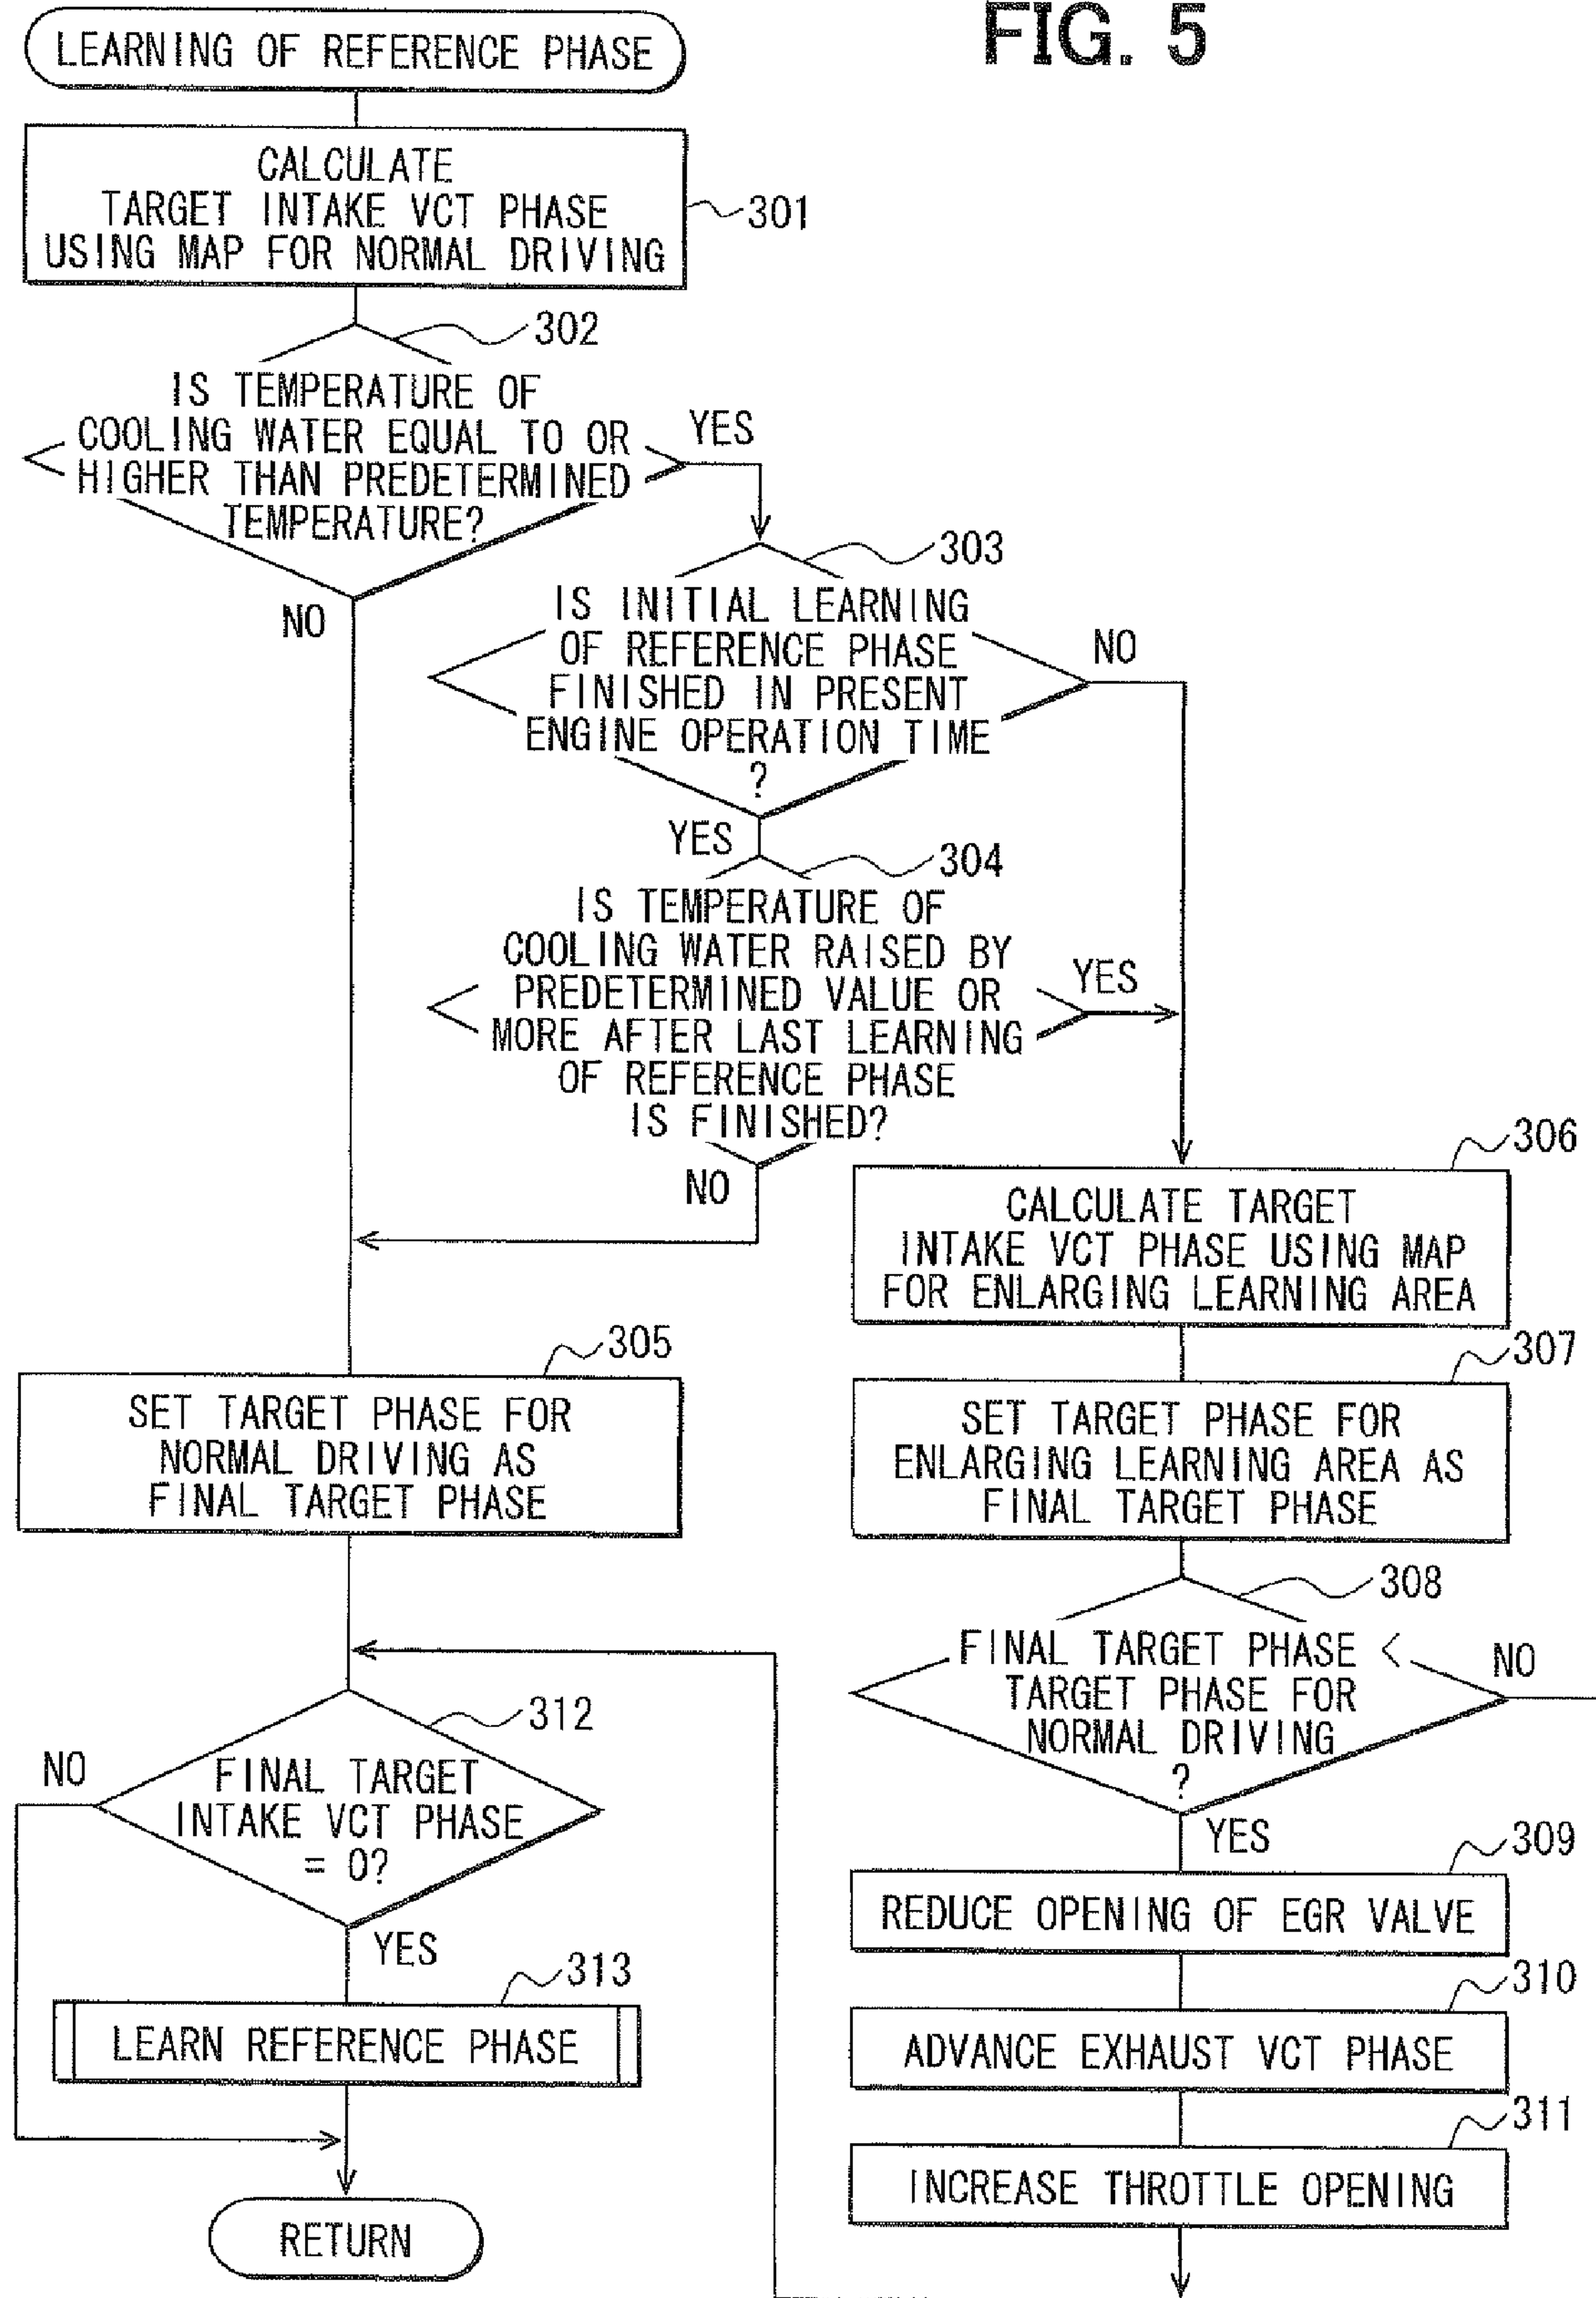 FIG. 5
LEARNING OF REFERENCE PHASE
CALCULATE
TARGET INTAKE VCT PHASE
USING MAP FOR NORMAL DRIVING
301
302
IS TEMPERATURE OF
COOLING WATER EQUAL TO OR
HIGHER THAN PREDETERMINED
TEMPERATURE?
YES
NO
303
IS INITIAL LEARNING
OF REFERENCE PHASE
FINISHED IN PRESENT
ENGINE OPERATION TIME
?
NO
YES
304
IS TEMPERATURE OF
COOLING WATER RAISED BY
PREDETERMINED VALUE OR
MORE AFTER LAST LEARNING
OF REFERENCE PHASE
IS FINISHED?
YES
NO
306
CALCULATE TARGET
INTAKE VCT PHASE USING MAP
FOR ENLARGING LEARNING AREA
305
SET TARGET PHASE FOR
NORMAL DRIVING AS
FINAL TARGET PHASE
307
SET TARGET PHASE FOR
ENLARGING LEARNING AREA AS
FINAL TARGET PHASE
308
FINAL TARGET PHASE <
TARGET PHASE FOR
NORMAL DRIVING
?
NO
YES
312
FINAL TARGET
INTAKE VCT PHASE
= 0?
NO
YES
309
REDUCE OPENING OF EGR VALVE
313
LEARN REFERENCE PHASE
310
ADVANCE EXHAUST VCT PHASE
311
INCREASE THROTTLE OPENING
RETURN